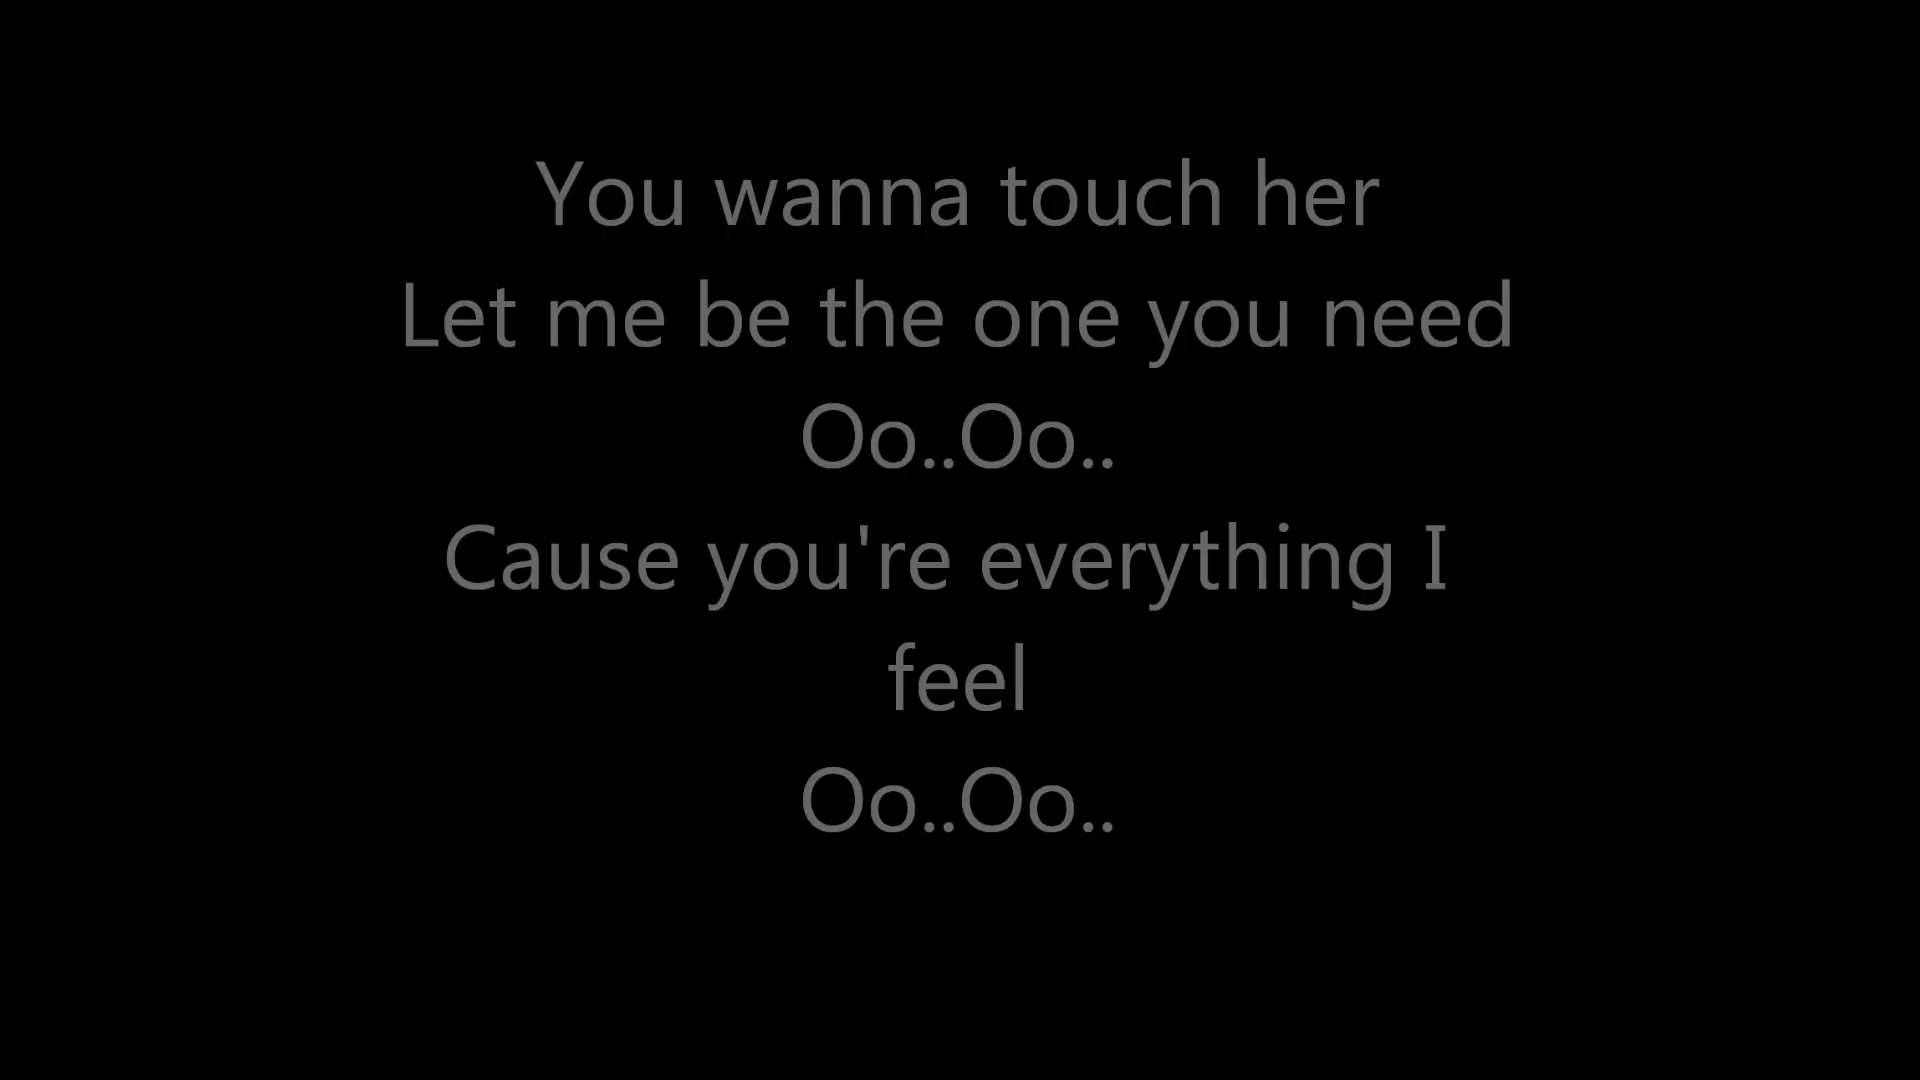 You wanna touch her
Let me be the one you need
Oo..Oo..
Cause you're everything I
feel
Oo..Oo..